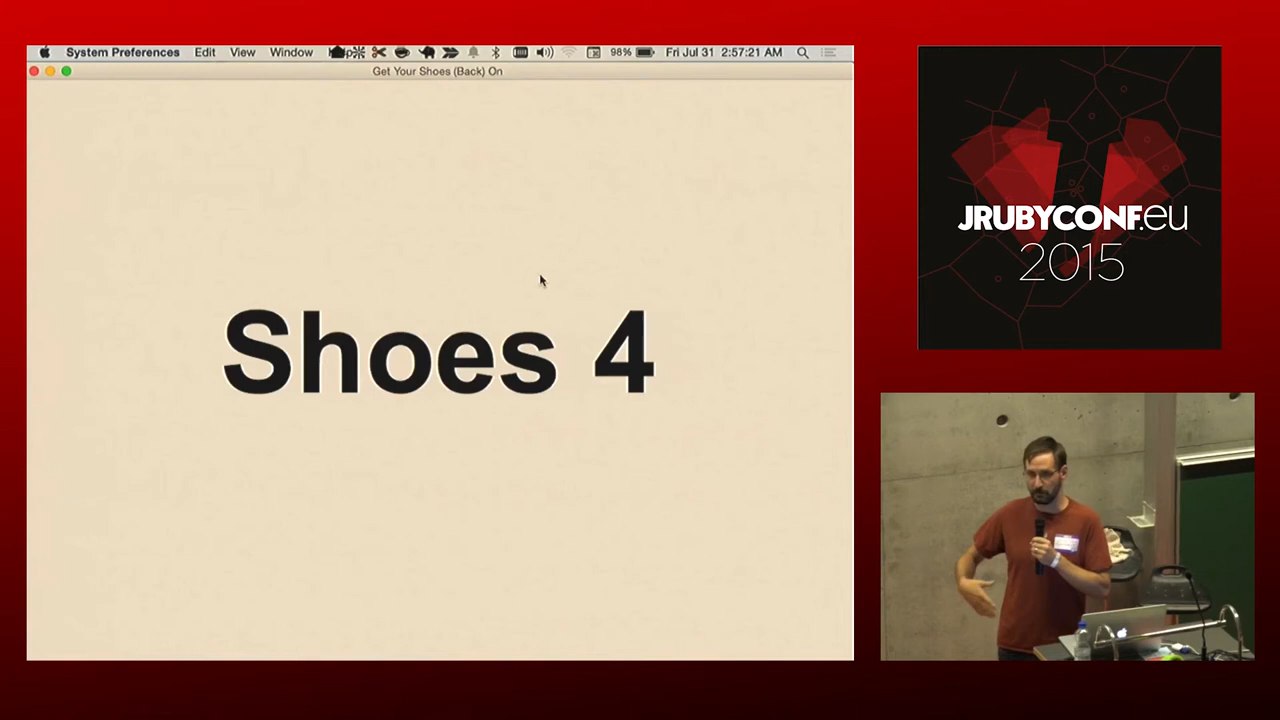 System Preferences Edit View Window 98% Fri Jul 31 2:57:21 AM
Get Your Shoes (Back) On
Shoes 4
JRUBYCONF.eu
2015